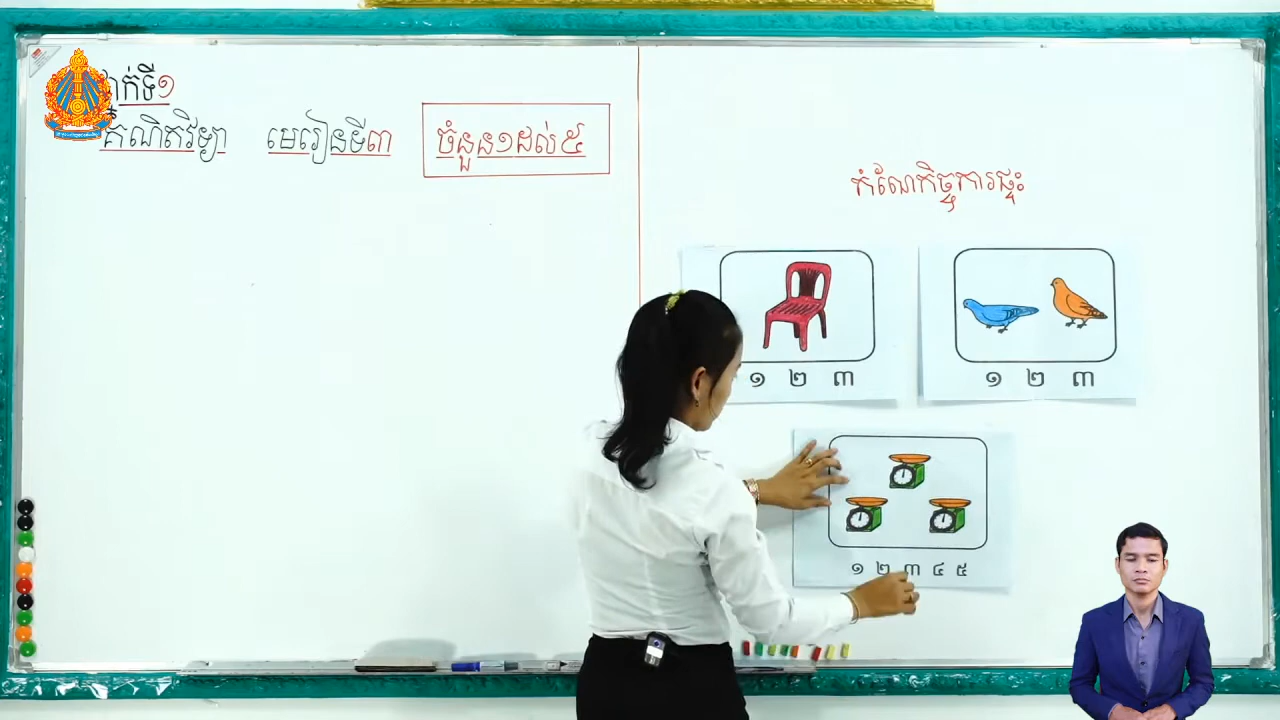 ថ្នាក់ទី១
គណិតវិទ្យា មេរៀនទី៣ ចំនួន១ដល់៥
កំណែកិច្ចការផ្ទះ
១ ២ ៣
១ ២ ៣
១ ២ ៣ ៤ ៥